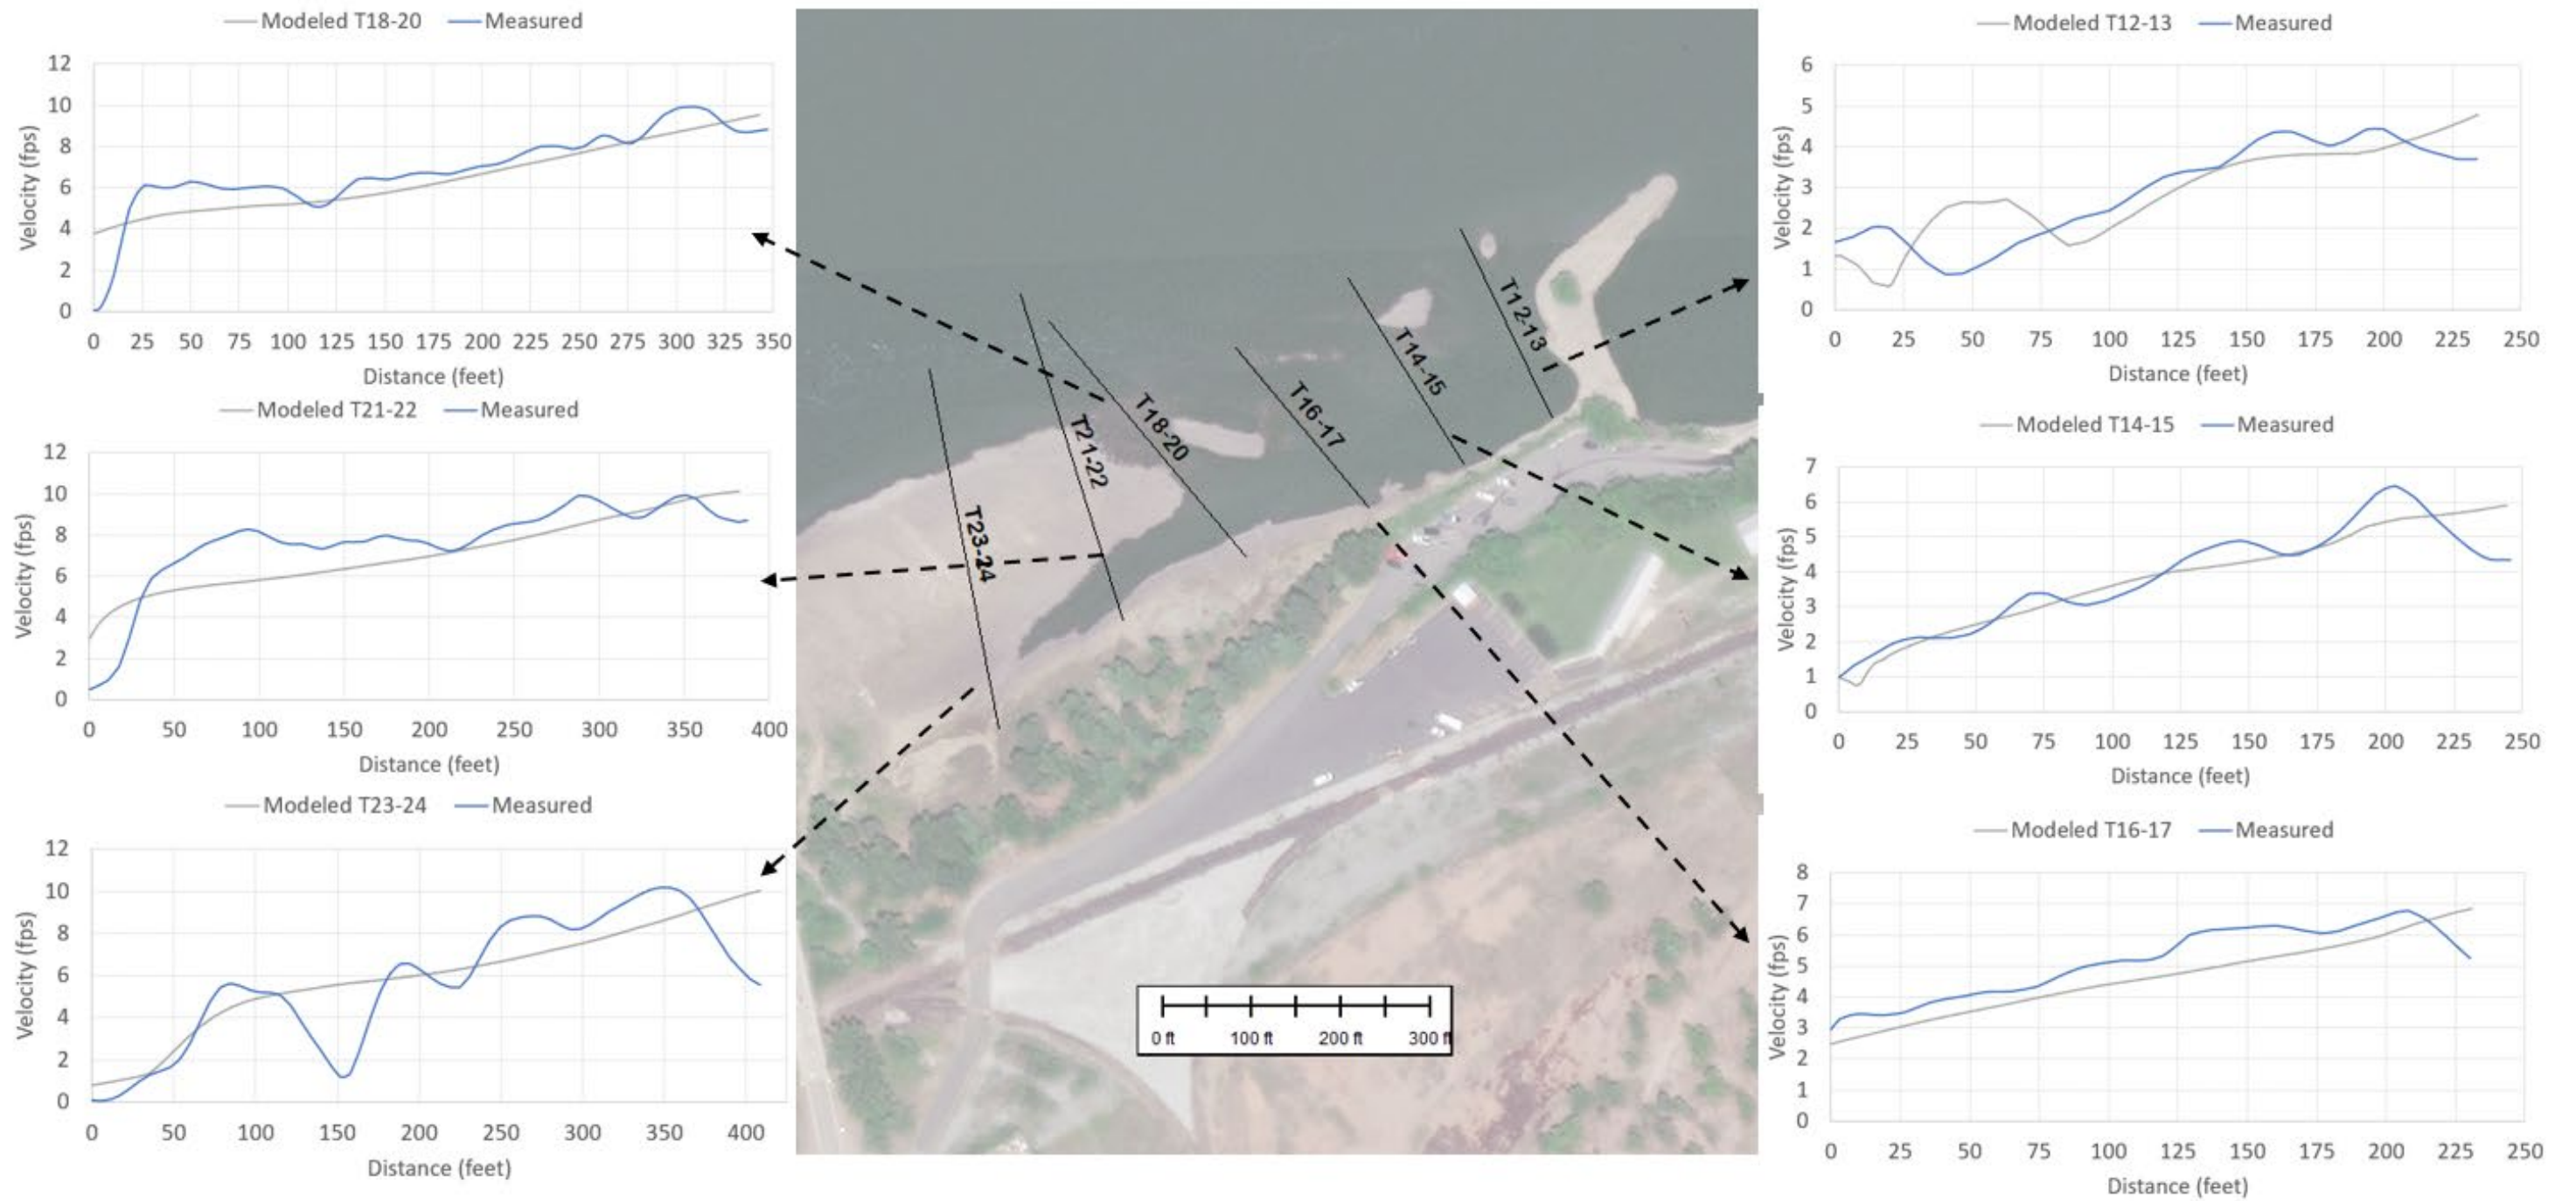 Modeled T18-20 Measured
12
10
8
6
4
2
0
Velocity (fps)
0 25 50 75 100 125 150 175 200 225 250 275 300 325 350
Distance (feet)
Modeled T21-22 Measured
12
10
8
6
4
2
0
Velocity (fps)
0 50 100 150 200 250 300 350 400
Distance (feet)
Modeled T23-24 Measured
12
10
8
6
4
2
0
Velocity (fps)
0 50 100 150 200 250 300 350 400
Distance (feet)
T12-13
T14-15
T16-17
T18-20
T21-22
T23-24
0 ft 100 ft 200 ft 300 ft
Modeled T12-13 Measured
6
5
4
3
2
1
0
Velocity (fps)
0 25 50 75 100 125 150 175 200 225 250
Distance (feet)
Modeled T14-15 Measured
7
6
5
4
3
2
1
0
Velocity (fps)
0 25 50 75 100 125 150 175 200 225 250
Distance (feet)
Modeled T16-17 Measured
8
7
6
5
4
3
2
1
0
Velocity (fps)
0 25 50 75 100 125 150 175 200 225 250
Distance (feet)